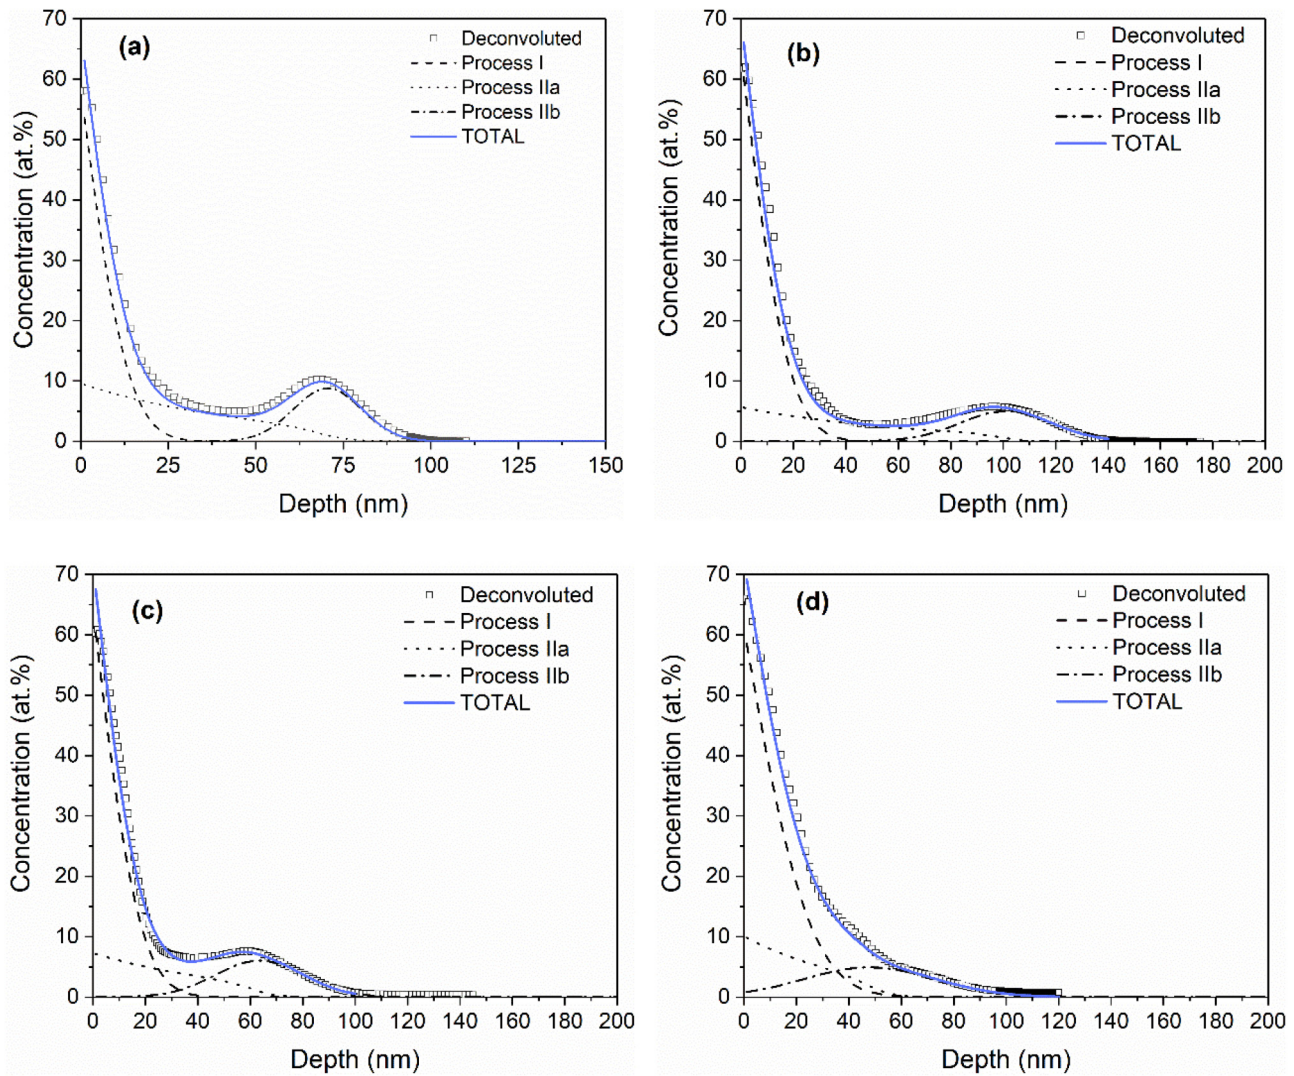 (a)
Deconvoluted
Process I
Process IIa
Process IIb
TOTAL
70
60
50
40
30
20
10
0
Concentration (at.%)
0 25 50 75 100 125 150
Depth (nm)
(b)
Deconvoluted
Process I
Process IIa
Process IIb
TOTAL
70
60
50
40
30
20
10
0
Concentration (at.%)
0 20 40 60 80 100 120 140 160 180 200
Depth (nm)
(c)
Deconvoluted
Process I
Process IIa
Process IIb
TOTAL
70
60
50
40
30
20
10
0
Concentration (at.%)
0 20 40 60 80 100 120 140 160 180 200
Depth (nm)
(d)
Deconvoluted
Process I
Process IIa
Process IIb
TOTAL
70
60
50
40
30
20
10
0
Concentration (at.%)
0 20 40 60 80 100 120 140 160 180 200
Depth (nm)